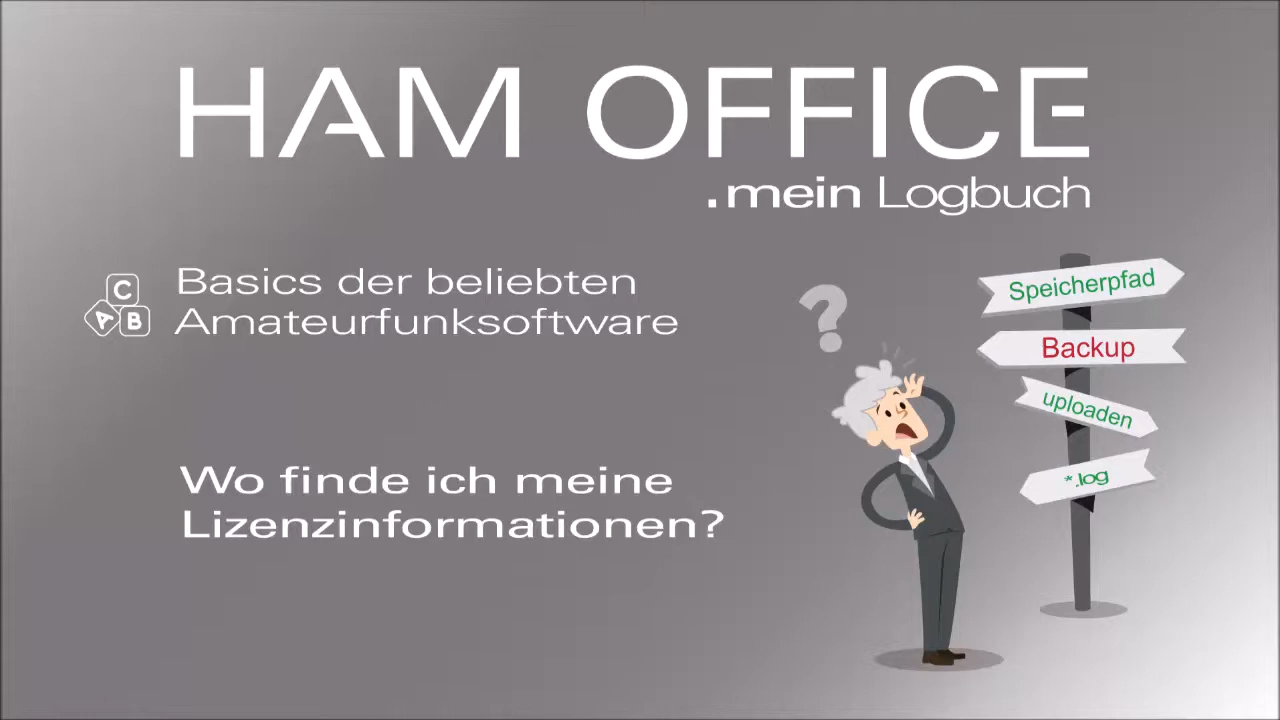 HAM OFFICE
.mein Logbuch
C
A B
Basics der beliebten
Amateurfunksoftware
?
Speicherpfad
Backup
uploaden
*.log
Wo finde ich meine
Lizenzinformationen?